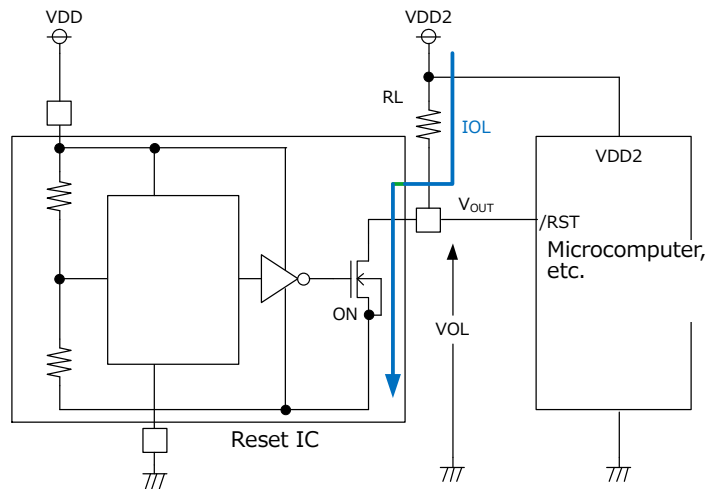 VDD
VDD2
RL
IOL
VDD2
VOUT
/RST
Microcomputer,
etc.
ON
VOL
Reset IC